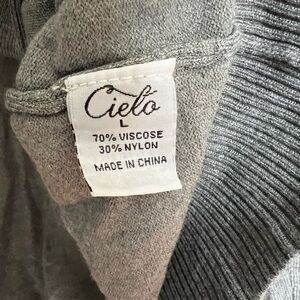 Cielo
L
70% VISCOSE
30% NYLON
MADE IN CHINA